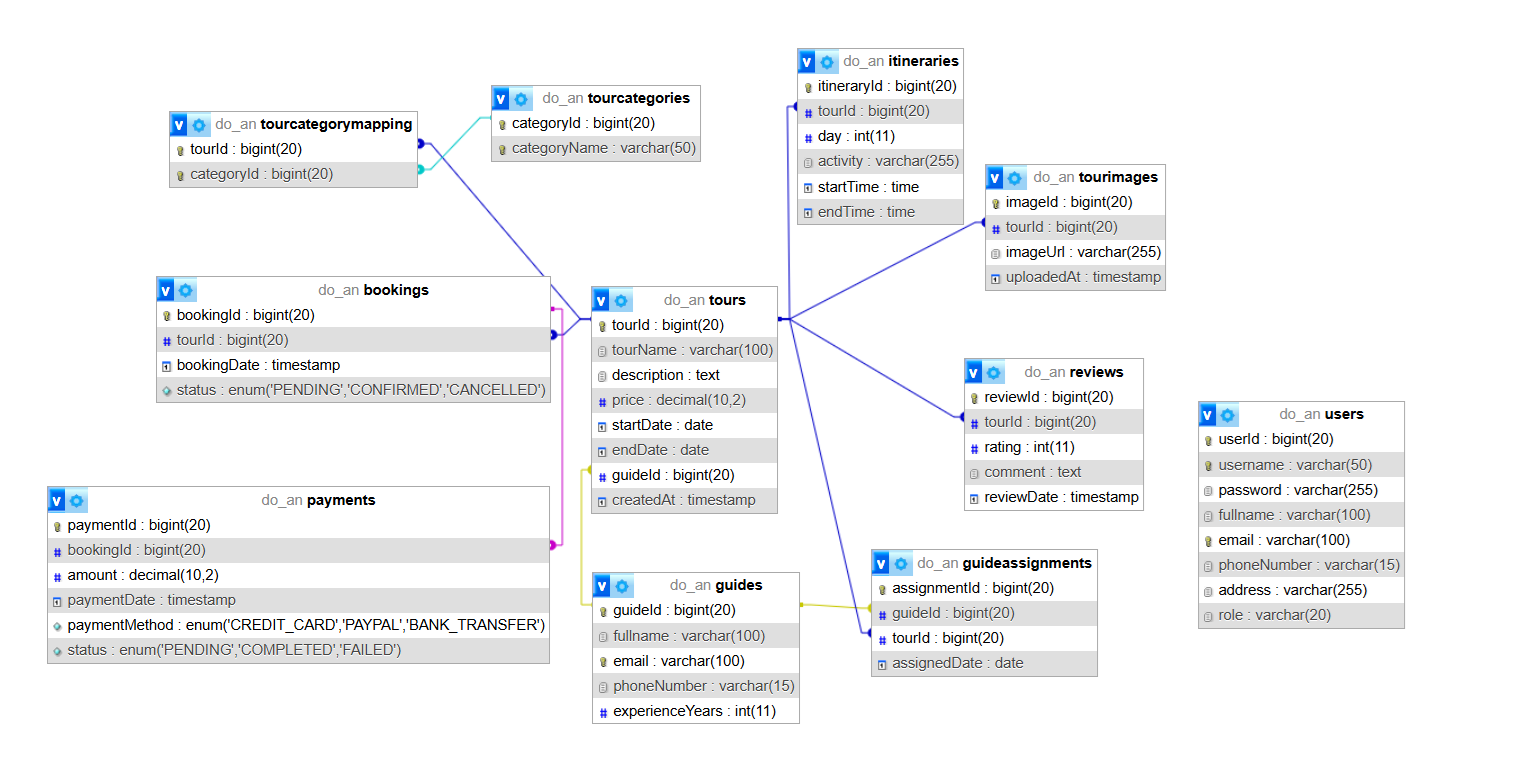 do_an itineraries
itineraryId : bigint(20)
tourId : bigint(20)
day : int(11)
activity : varchar(255)
startTime : time
endTime : time
do_an tourcategories
categoryId : bigint(20)
categoryName : varchar(50)
do_an tourcategorymapping
tourId : bigint(20)
categoryId : bigint(20)
do_an tourimages
imageId : bigint(20)
tourId : bigint(20)
imageUrl : varchar(255)
uploadedAt : timestamp
do_an bookings
bookingId : bigint(20)
tourId : bigint(20)
bookingDate : timestamp
status : enum('PENDING','CONFIRMED','CANCELLED')
do_an tours
tourId : bigint(20)
tourName : varchar(100)
description : text
price : decimal(10,2)
startDate : date
endDate : date
guideId : bigint(20)
createdAt : timestamp
do_an reviews
reviewId : bigint(20)
tourId : bigint(20)
rating : int(11)
comment : text
reviewDate : timestamp
do_an users
userId : bigint(20)
username : varchar(50)
password : varchar(255)
fullname : varchar(100)
email : varchar(100)
phoneNumber : varchar(15)
address : varchar(255)
role : varchar(20)
do_an payments
paymentId : bigint(20)
bookingId : bigint(20)
amount : decimal(10,2)
paymentDate : timestamp
paymentMethod : enum('CREDIT_CARD','PAYPAL','BANK_TRANSFER')
status : enum('PENDING','COMPLETED','FAILED')
do_an guides
guideId : bigint(20)
fullname : varchar(100)
email : varchar(100)
phoneNumber : varchar(15)
experienceYears : int(11)
do_an guideassignments
assignmentId : bigint(20)
guideId : bigint(20)
tourId : bigint(20)
assignedDate : date